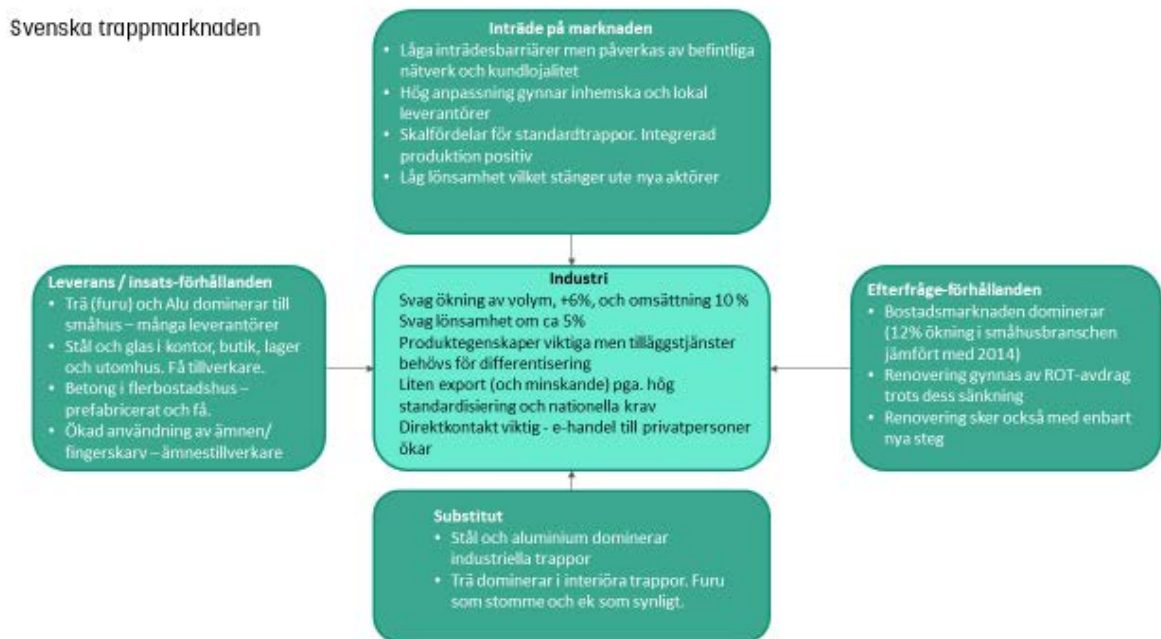 Svenska trappmarknaden
Inträde på marknaden
• Låga inträdesbarriärer men påverkas av befintliga
nätverk och kundlojalitet
• Hög anpassning gynnar inhemska och lokal
leverantörer
• Skalfördelar för standardtrappor. Integrerad
produktion positiv
• Låg lönsamhet vilket stänger ute nya aktörer
Leverans / insats-förhållanden
• Trä (furu) och Alu dominerar till
småhus – många leverantörer
• Stål och glas i kontor, butik, lager
och utomhus. Få tillverkare.
• Betong i flerbostadshus –
prefabricerat och få.
• Ökad användning av ämnen/
fingerskarv – ämnestillverkare
Industri
Svag ökning av volym, +6%, och omsättning 10 %
Svag lönsamhet om ca 5%
Produktegenskaper viktiga men tilläggstjänster
behövs för differentisering
Liten export (och minskande) pga. hög
standardisiering och nationella krav
Direktkontakt viktig - e-handel till privatpersoner
ökar
Efterfråge-förhållanden
• Bostadsmarknaden dominerar
(12% ökning i småhusbranschen
jämfört med 2014)
• Renovering gynnas av ROT-avdrag
trots dess sänkning
• Renovering sker också med enbart
nya steg
Substitut
• Stål och aluminium dominerar
industriella trappor
• Trä dominerar i interiöra trappor. Furu
som stomme och ek som synligt.